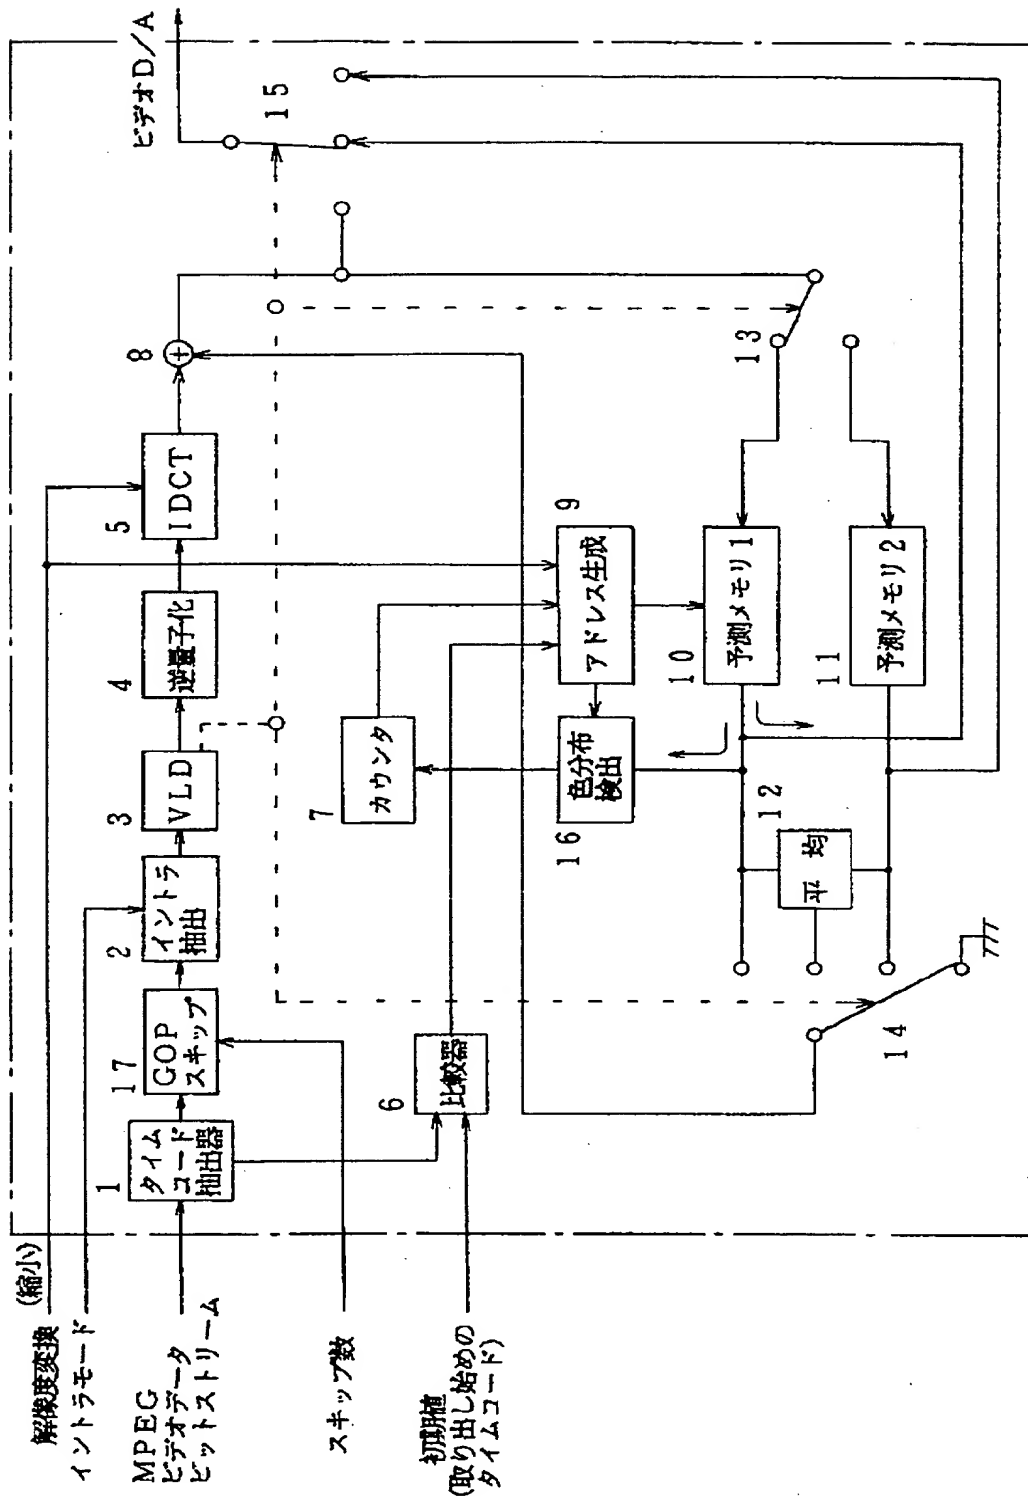 解像度変換(縮小)
イントラモード
MPEG
ビデオデータ
ビットストリーム
スキップ数
初期値
(取り出し始めの
タイムコード)
1
タイム
コード
抽出器
17
GOP
スキップ
2
イントラ
抽出
3
VLD
4
逆量子化
5
IDCT
8
+
ビデオD/A
15
6
比較器
7
カウンタ
16
色分布
検出
9
アドレス生成
10
予測メモリ1
11
予測メモリ2
12
平均
13
14